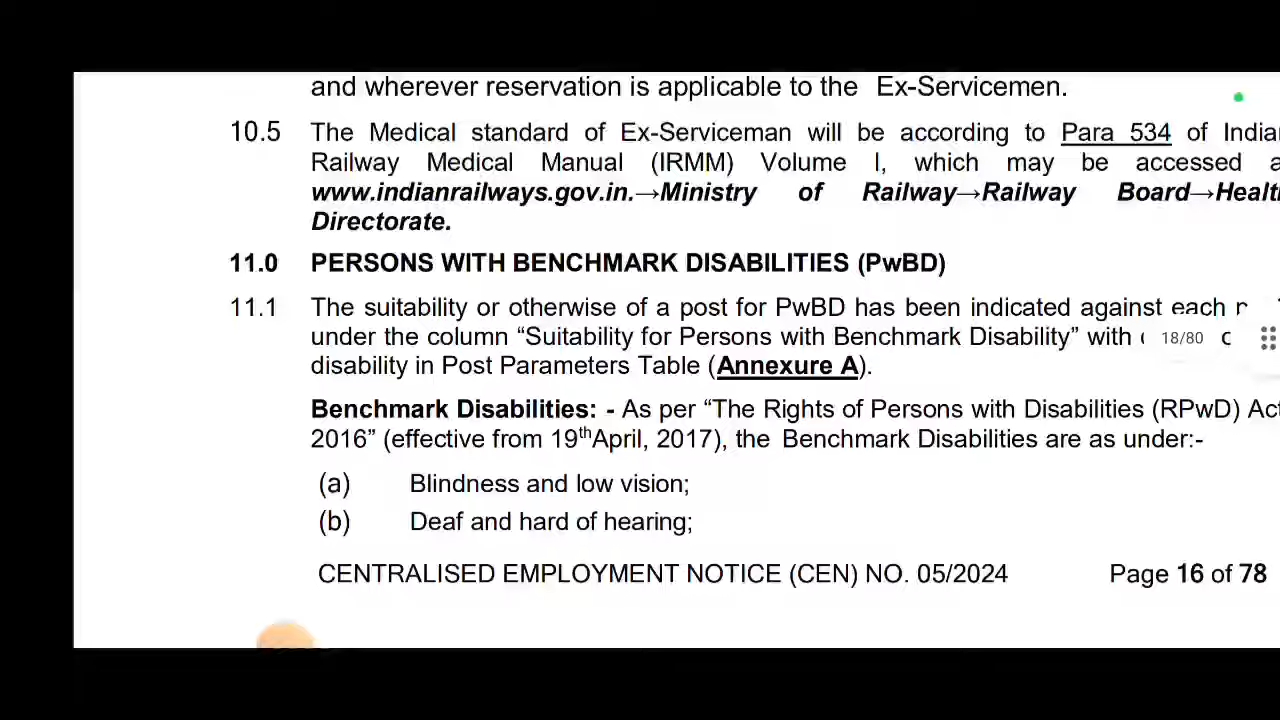 and wherever reservation is applicable to the Ex-Servicemen.
10.5 The Medical standard of Ex-Serviceman will be according to Para 534 of
Railway Medical Manual (IRMM) Volume I, which may be accessed
www.indianrailways.gov.in.→Ministry of Railway→Railway Board→
Directorate.
11.0 PERSONS WITH BENCHMARK DISABILITIES (PwBD)
11.1 The suitability or otherwise of a post for PwBD has been indicated against each
under the column “Suitability for Persons with Benchmark Disability” with
18/80
disability in Post Parameters Table (Annexure A).
Benchmark Disabilities: - As per “The Rights of Persons with Disabilities (RPwD) Act
2016” (effective from 19thApril, 2017), the Benchmark Disabilities are as under:-
(a) Blindness and low vision;
(b) Deaf and hard of hearing;
CENTRALISED EMPLOYMENT NOTICE (CEN) NO. 05/2024 Page 16 of 78